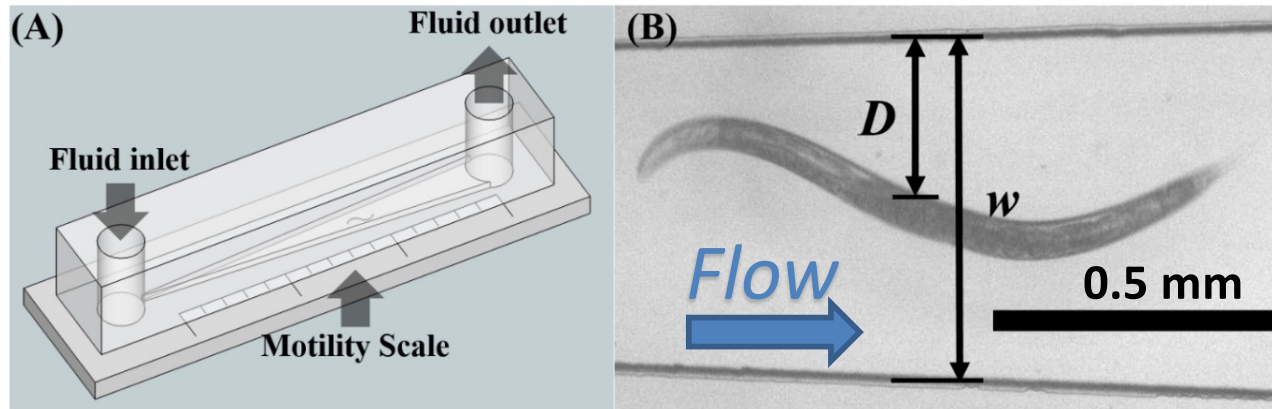 (A)
Fluid outlet
Fluid inlet
Motility Scale
(B)
D
w
Flow
0.5 mm